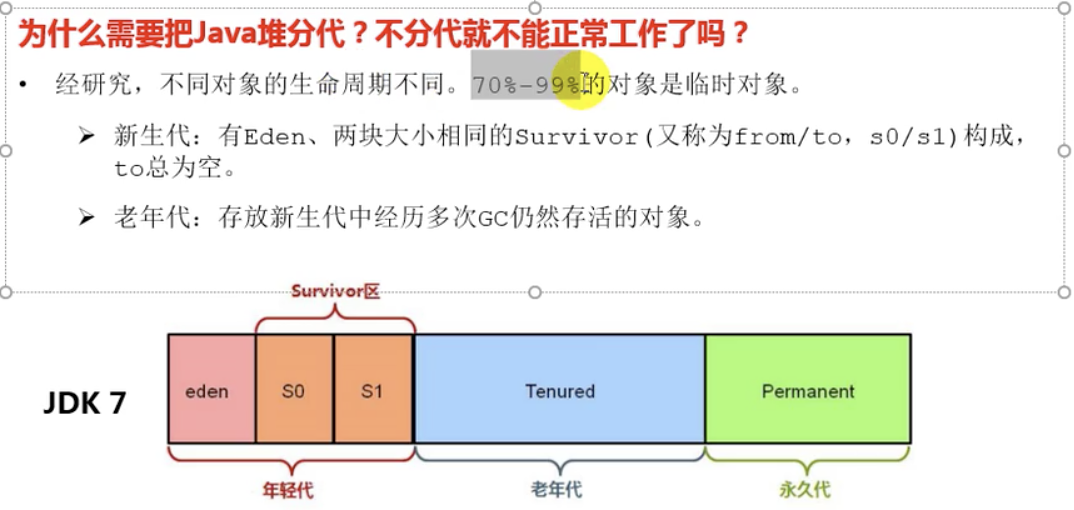 为什么需要把Java堆分代？不分代就不能正常工作了吗？
• 经研究，不同对象的生命周期不同。70%-99%的对象是临时对象。
➢ 新生代：有Eden、两块大小相同的Survivor(又称为from/to，s0/s1)构成，
to总为空。
➢ 老年代：存放新生代中经历多次GC仍然存活的对象。
Survivor区
JDK 7
eden
S0
S1
Tenured
Permanent
年轻代
老年代
永久代